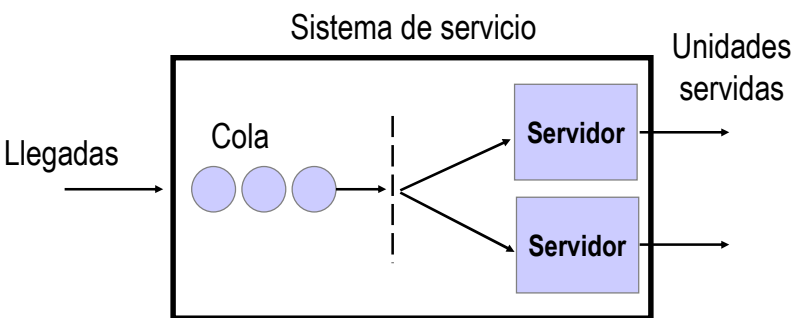 Sistema de servicio
Unidades
servidas
Llegadas
Cola
Servidor
Servidor